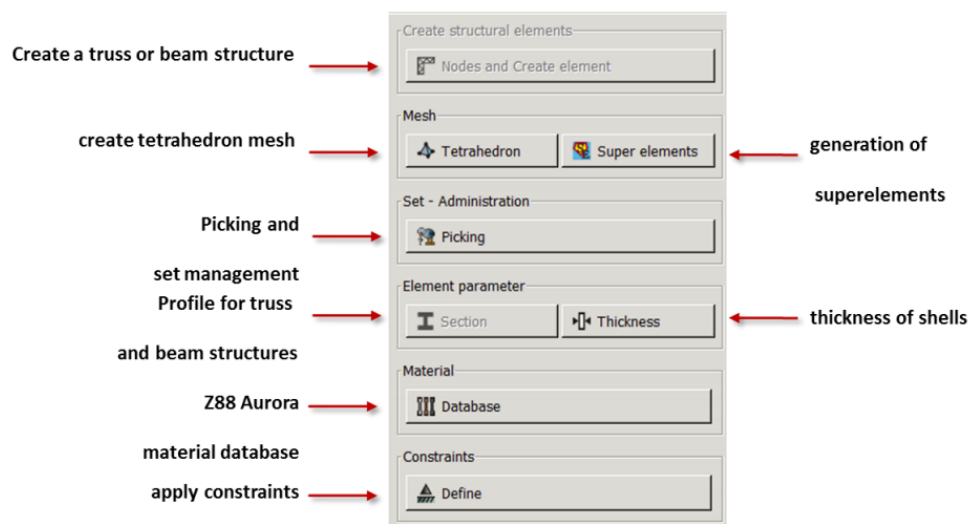 Create structural elements
Create a truss or beam structure
Nodes and Create element
Mesh
create tetrahedron mesh
Tetrahedron
Super elements
generation of
superelements
Set - Administration
Picking and
set management
Picking
Element parameter
Profile for truss
and beam structures
Section
Thickness
thickness of shells
Material
Z88 Aurora
material database
Database
Constraints
apply constraints
Define